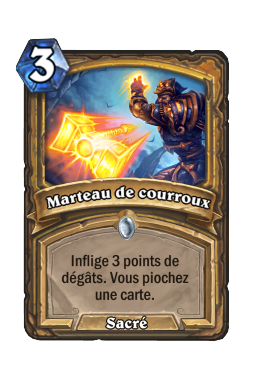 3
Marteau de courroux
Inflige 3 points de
dégâts. Vous piochez
une carte.
Sacré